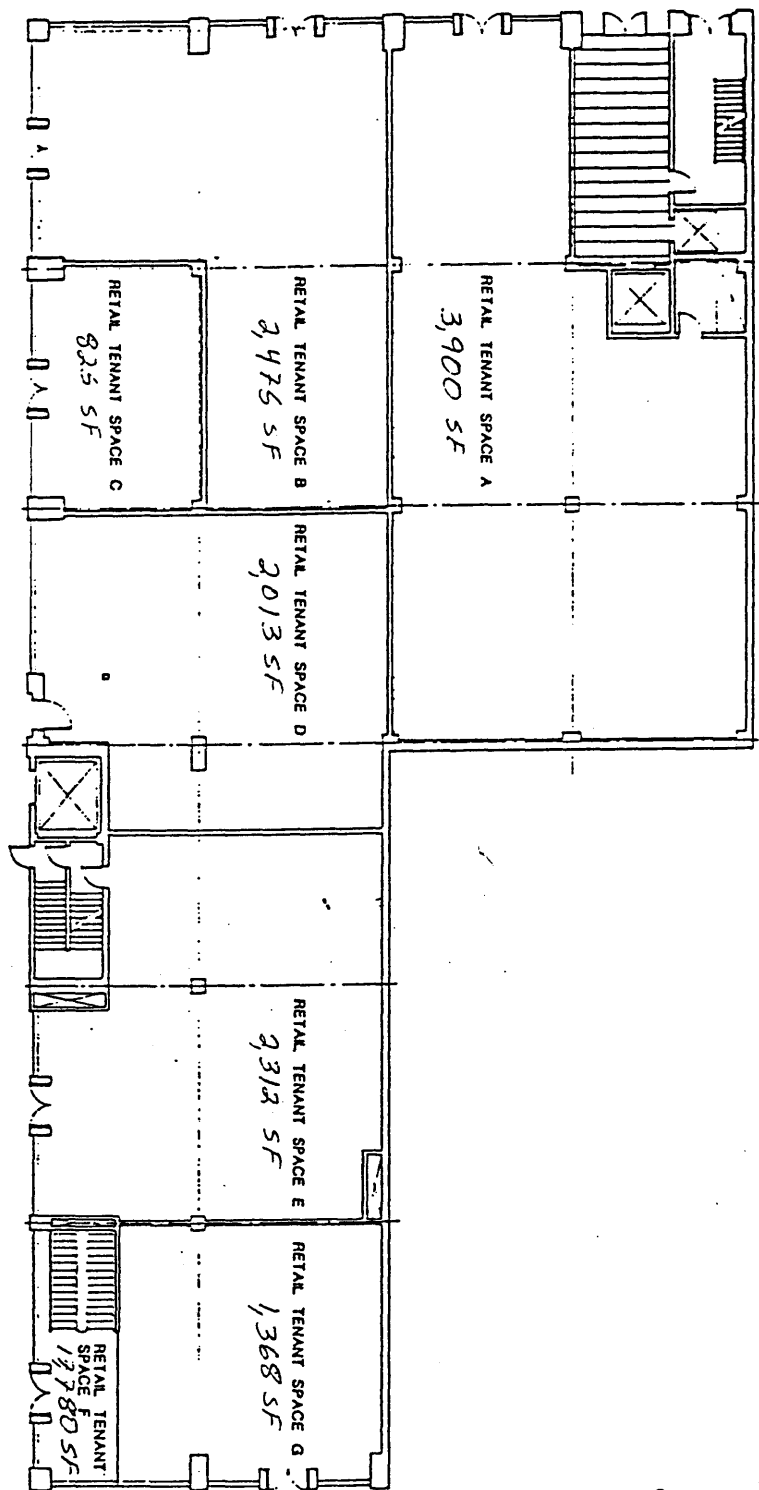 RETAIL TENANT SPACE A
3,900 SF
RETAIL TENANT SPACE B
2,475 SF
RETAIL TENANT SPACE C
825 SF
RETAIL TENANT SPACE D
2,013 SF
RETAIL TENANT SPACE E
2,312 SF
RETAIL TENANT SPACE G
1,368 SF
RETAIL TENANT
SPACE F
SF